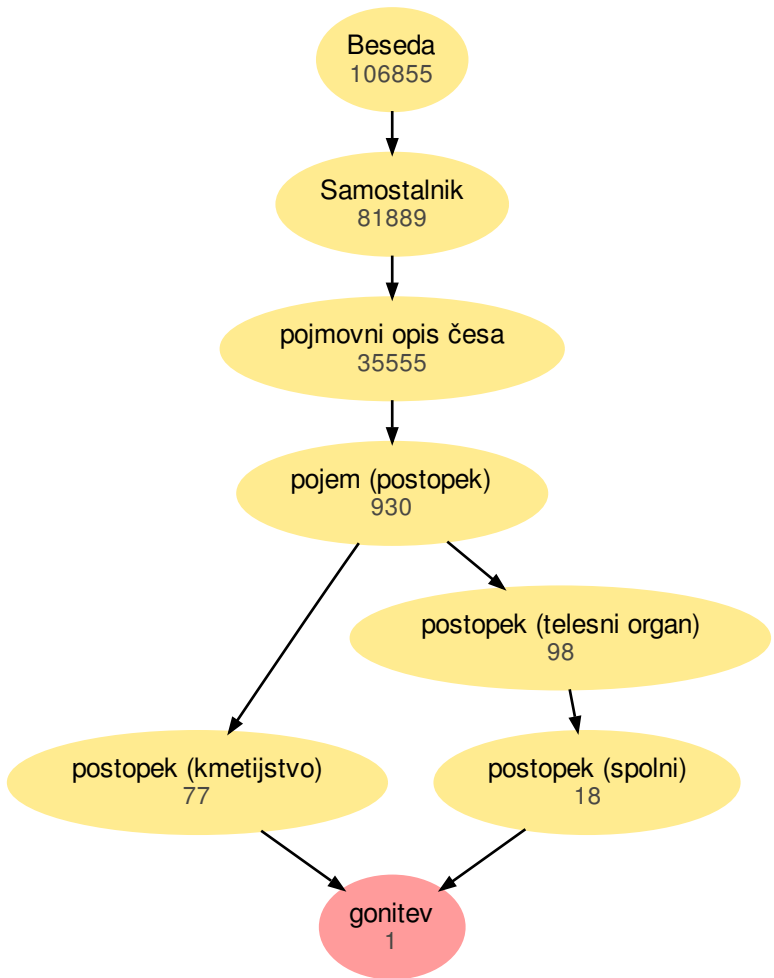 Beseda
106855
Samostalnik
81889
pojmovni opis česa
35555
pojem (postopek)
930
postopek (telesni organ)
98
postopek (kmetijstvo)
77
postopek (spolni)
18
gonitev
1